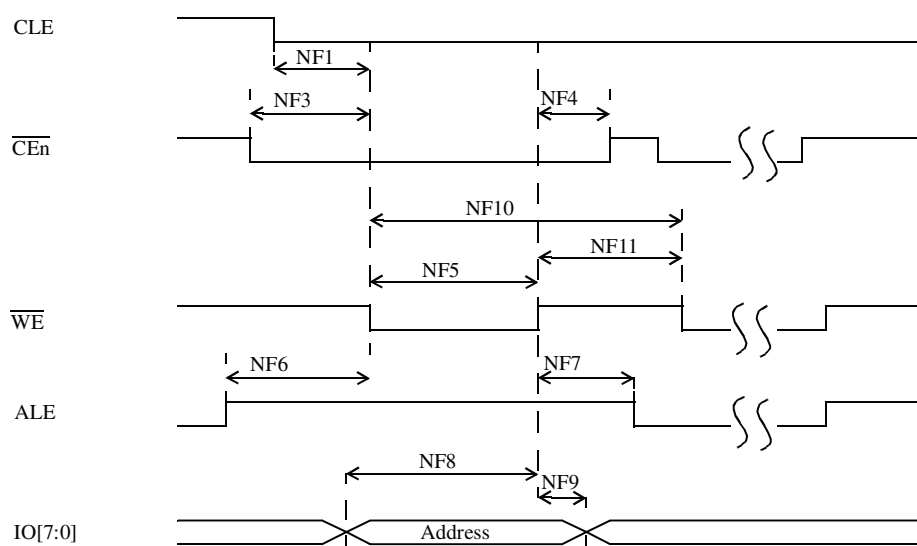 CLE
NF1
NF3
NF4
CEn
NF10
NF11
NF5
WE
NF6
NF7
ALE
NF8
NF9
IO[7:0]
Address